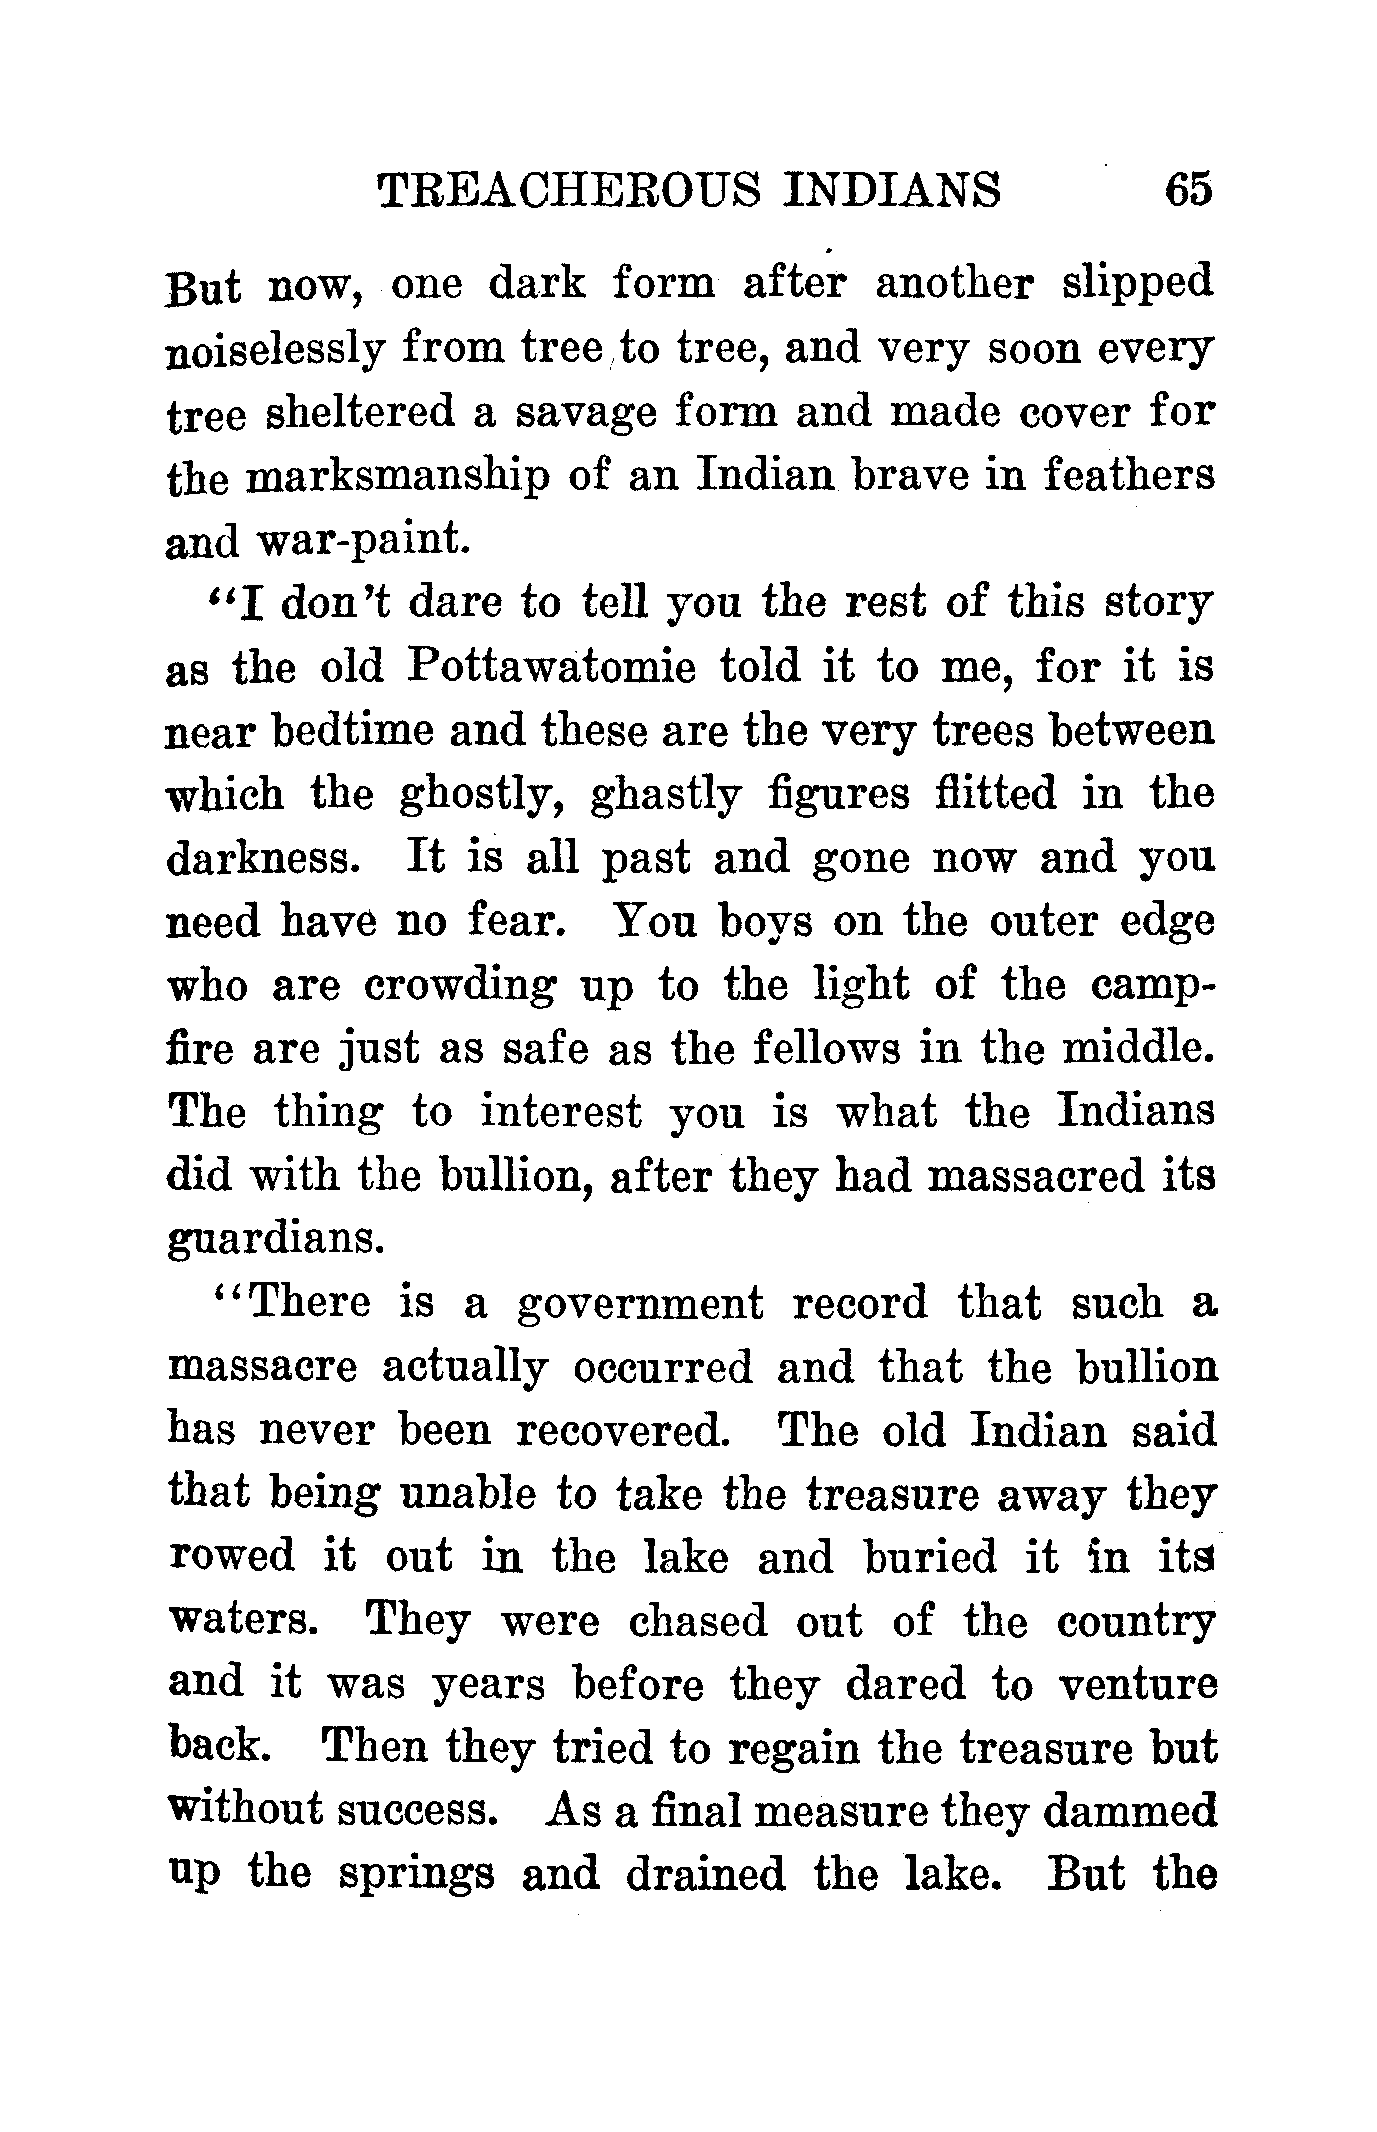 TREACHEROUS INDIANS 65
But now, one dark form after another slipped
noiselessly from tree to tree, and very soon every
tree sheltered a savage form and made cover for
the marksmanship of an Indian brave in feathers
and war-paint.
"I don't dare to tell you the rest of this story
as the old Pottawatomie told it to me, for it is
near bedtime and these are the very trees between
which the ghostly, ghastly figures flitted in the
darkness. It is all past and gone now and you
need have no fear. You boys on the outer edge
who are crowding up to the light of the camp-
fire are just as safe as the fellows in the middle.
The thing to interest you is what the Indians
did with the bullion, after they had massacred its
guardians.
"There is a government record that such a
massacre actually occurred and that the bullion
has never been recovered. The old Indian said
that being unable to take the treasure away they
rowed it out in the lake and buried it in its
waters. They were chased out of the country
and it was years before they dared to venture
back. Then they tried to regain the treasure but
without success. As a final measure they dammed
up the springs and drained the lake. But the